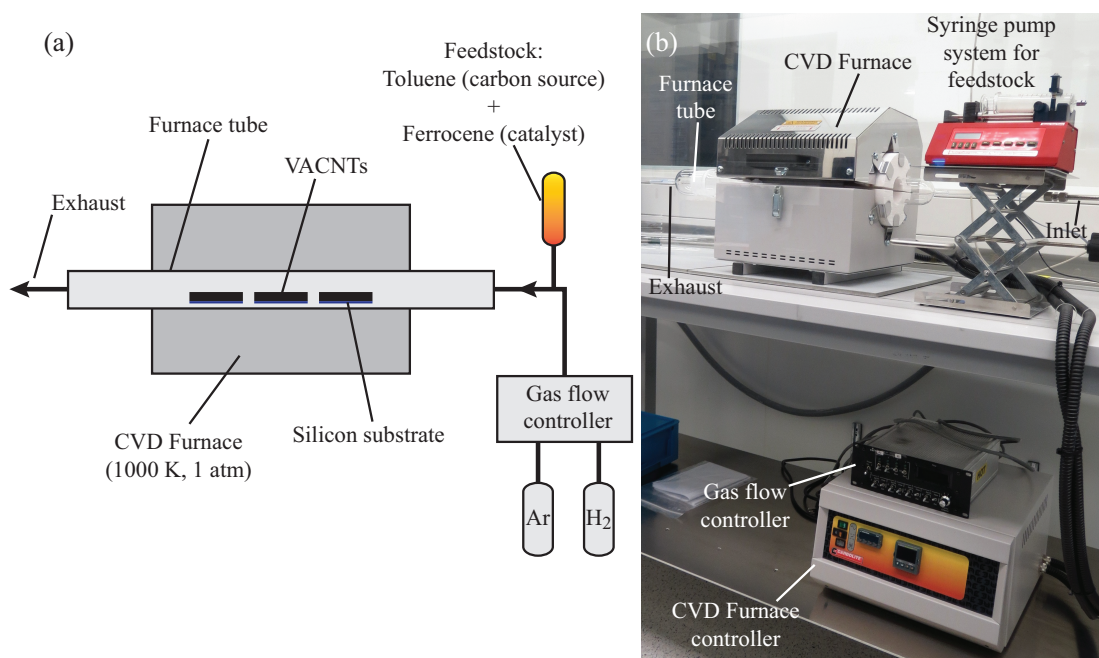 (a)
Feedstock:
Toluene (carbon source)
+
Ferrocene (catalyst)
Furnace tube
VACNTs
Exhaust
CVD Furnace
(1000 K, 1 atm)
Silicon substrate
Gas flow
controller
Ar
H2
(b)
Syringe pump
system for
feedstock
CVD Furnace
Furnace
tube
Inlet
Exhaust
Gas flow
controller
CVD Furnace
controller